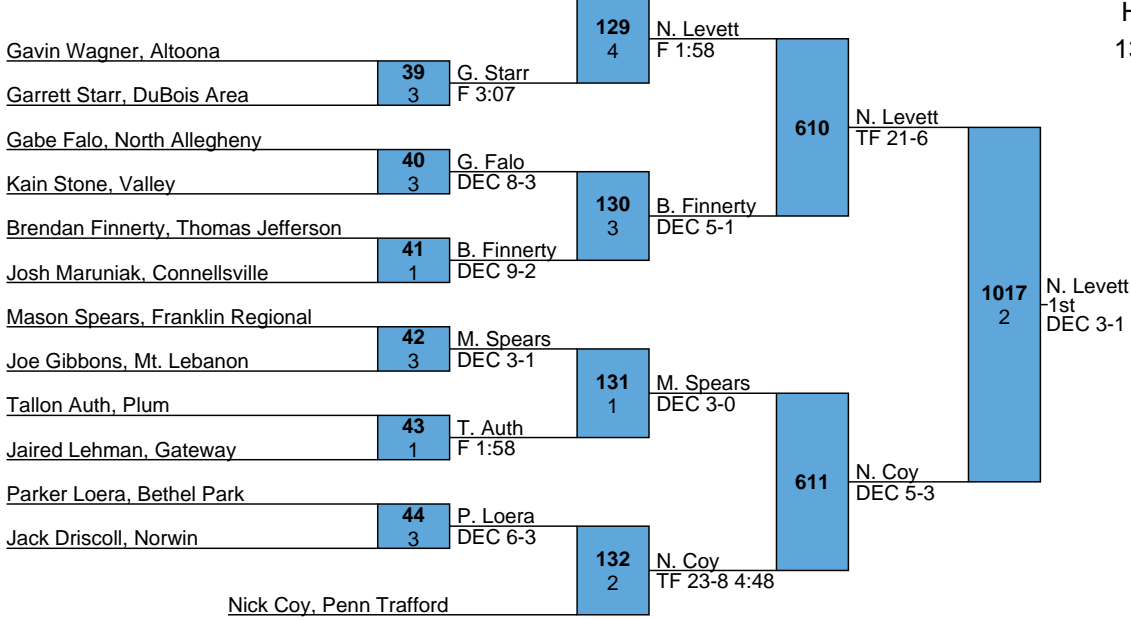 129
4
N. Levett
F 1:58
H
13
Gavin Wagner, Altoona
39
3
G. Starr
F 3:07
Garrett Starr, DuBois Area
610
N. Levett
TF 21-6
Gabe Falo, North Allegheny
40
3
G. Falo
DEC 8-3
Kain Stone, Valley
130
3
B. Finnerty
DEC 5-1
Brendan Finnerty, Thomas Jefferson
41
1
B. Finnerty
DEC 9-2
Josh Maruniak, Connellsville
1017
2
N. Levett
1st
DEC 3-1
Mason Spears, Franklin Regional
42
3
M. Spears
DEC 3-1
Joe Gibbons, Mt. Lebanon
131
1
M. Spears
DEC 3-0
Tallon Auth, Plum
43
1
T. Auth
F 1:58
Jaired Lehman, Gateway
611
N. Coy
DEC 5-3
Parker Loera, Bethel Park
44
3
P. Loera
DEC 6-3
Jack Driscoll, Norwin
132
2
N. Coy
TF 23-8 4:48
Nick Coy, Penn Trafford